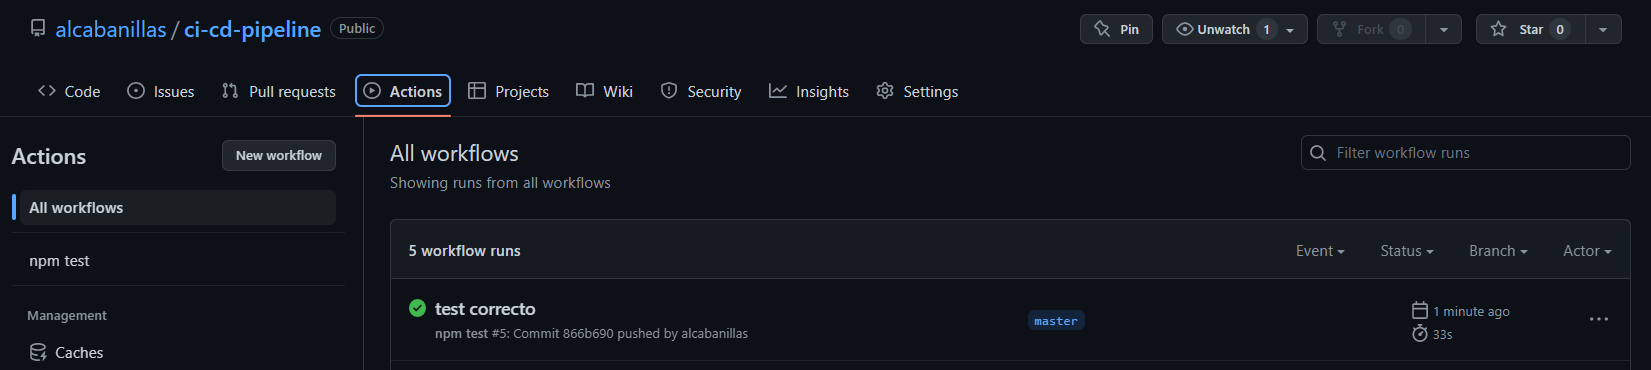 alcabanillas / ci-cd-pipeline Public Pin Unwatch 1 Fork 0 Star 0
Code Issues Pull requests Actions Projects Wiki Security Insights Settings
Actions New workflow
All workflows
npm test
Management
Caches
All workflows
Filter workflow runs
Showing runs from all workflows
5 workflow runs Event Status Branch Actor
test correcto
npm test #5: Commit 866b690 pushed by alcabanillas
master
1 minute ago
33s